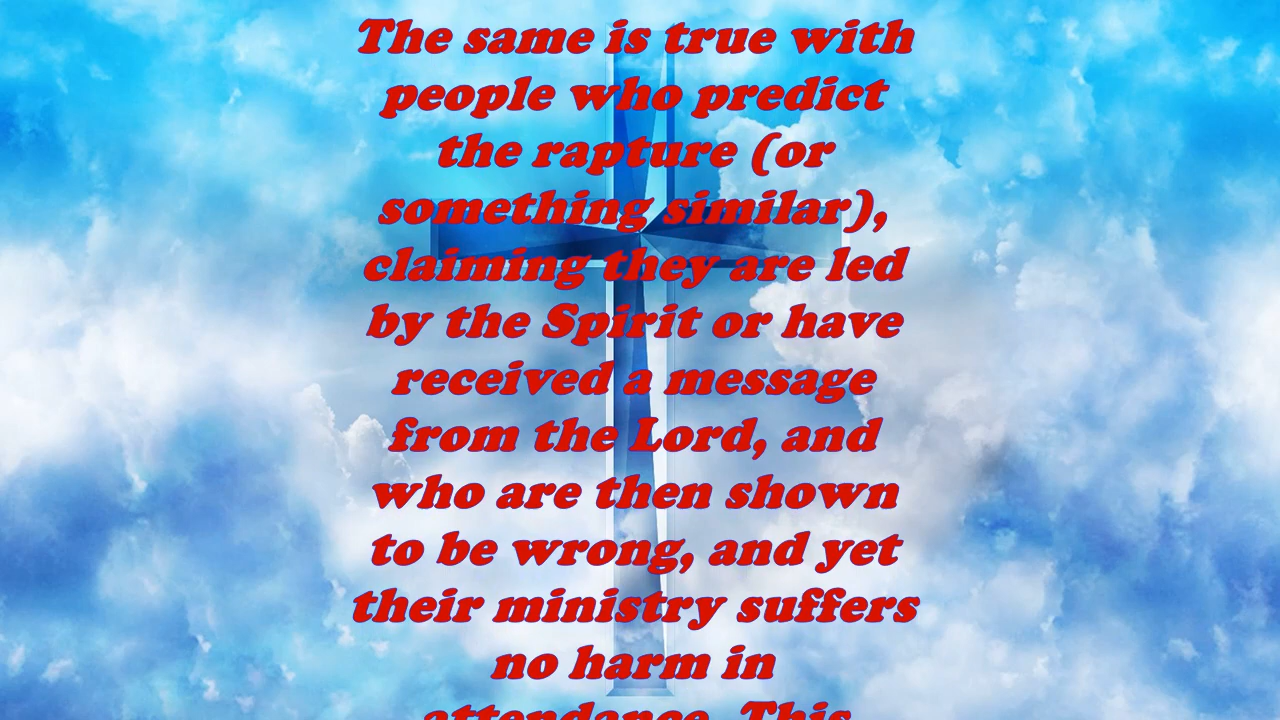 The same is true with
people who predict
the rapture (or
something similar),
claiming they are led
by the Spirit or have
received a message
from the Lord, and
who are then shown
to be wrong, and yet
their ministry suffers
no harm in
attendance. This